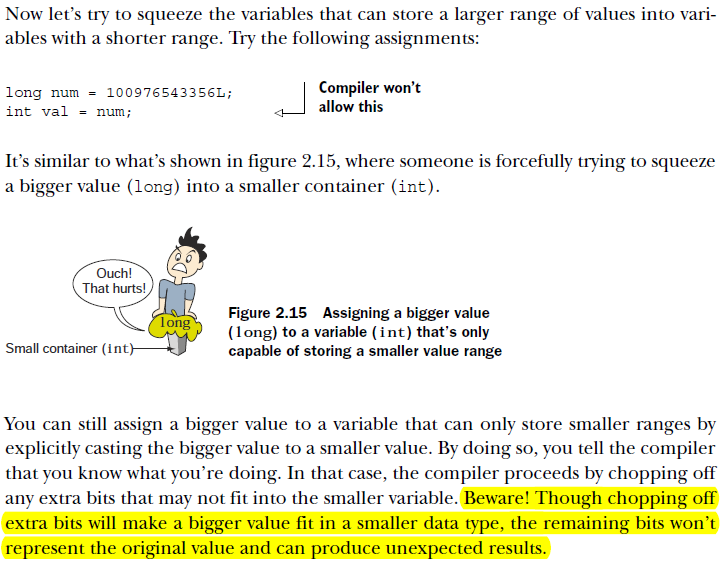 Now let's try to squeeze the variables that can store a larger range of values into vari-
ables with a shorter range. Try the following assignments:
long num = 100976543356L;
int val = num;
Compiler won't
allow this
It's similar to what's shown in figure 2.15, where someone is forcefully trying to squeeze
a bigger value (long) into a smaller container (int).
Ouch!
That hurts!
long
Small container (int)
Figure 2.15 Assigning a bigger value
(long) to a variable (int) that's only
capable of storing a smaller value range
You can still assign a bigger value to a variable that can only store smaller ranges by
explicitly casting the bigger value to a smaller value. By doing so, you tell the compiler
that you know what you're doing. In that case, the compiler proceeds by chopping off
any extra bits that may not fit into the smaller variable. Beware! Though chopping off
extra bits will make a bigger value fit in a smaller data type, the remaining bits won't
represent the original value and can produce unexpected results.